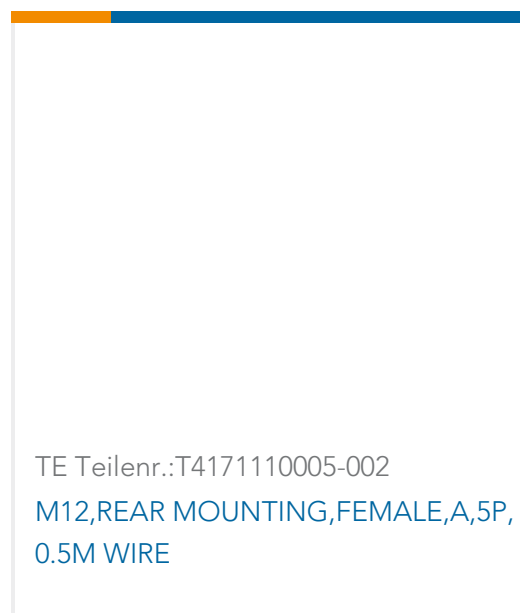 TE Teilenr.:T4171110005-002
M12,REAR MOUNTING,FEMALE,A,5P,
0.5M WIRE